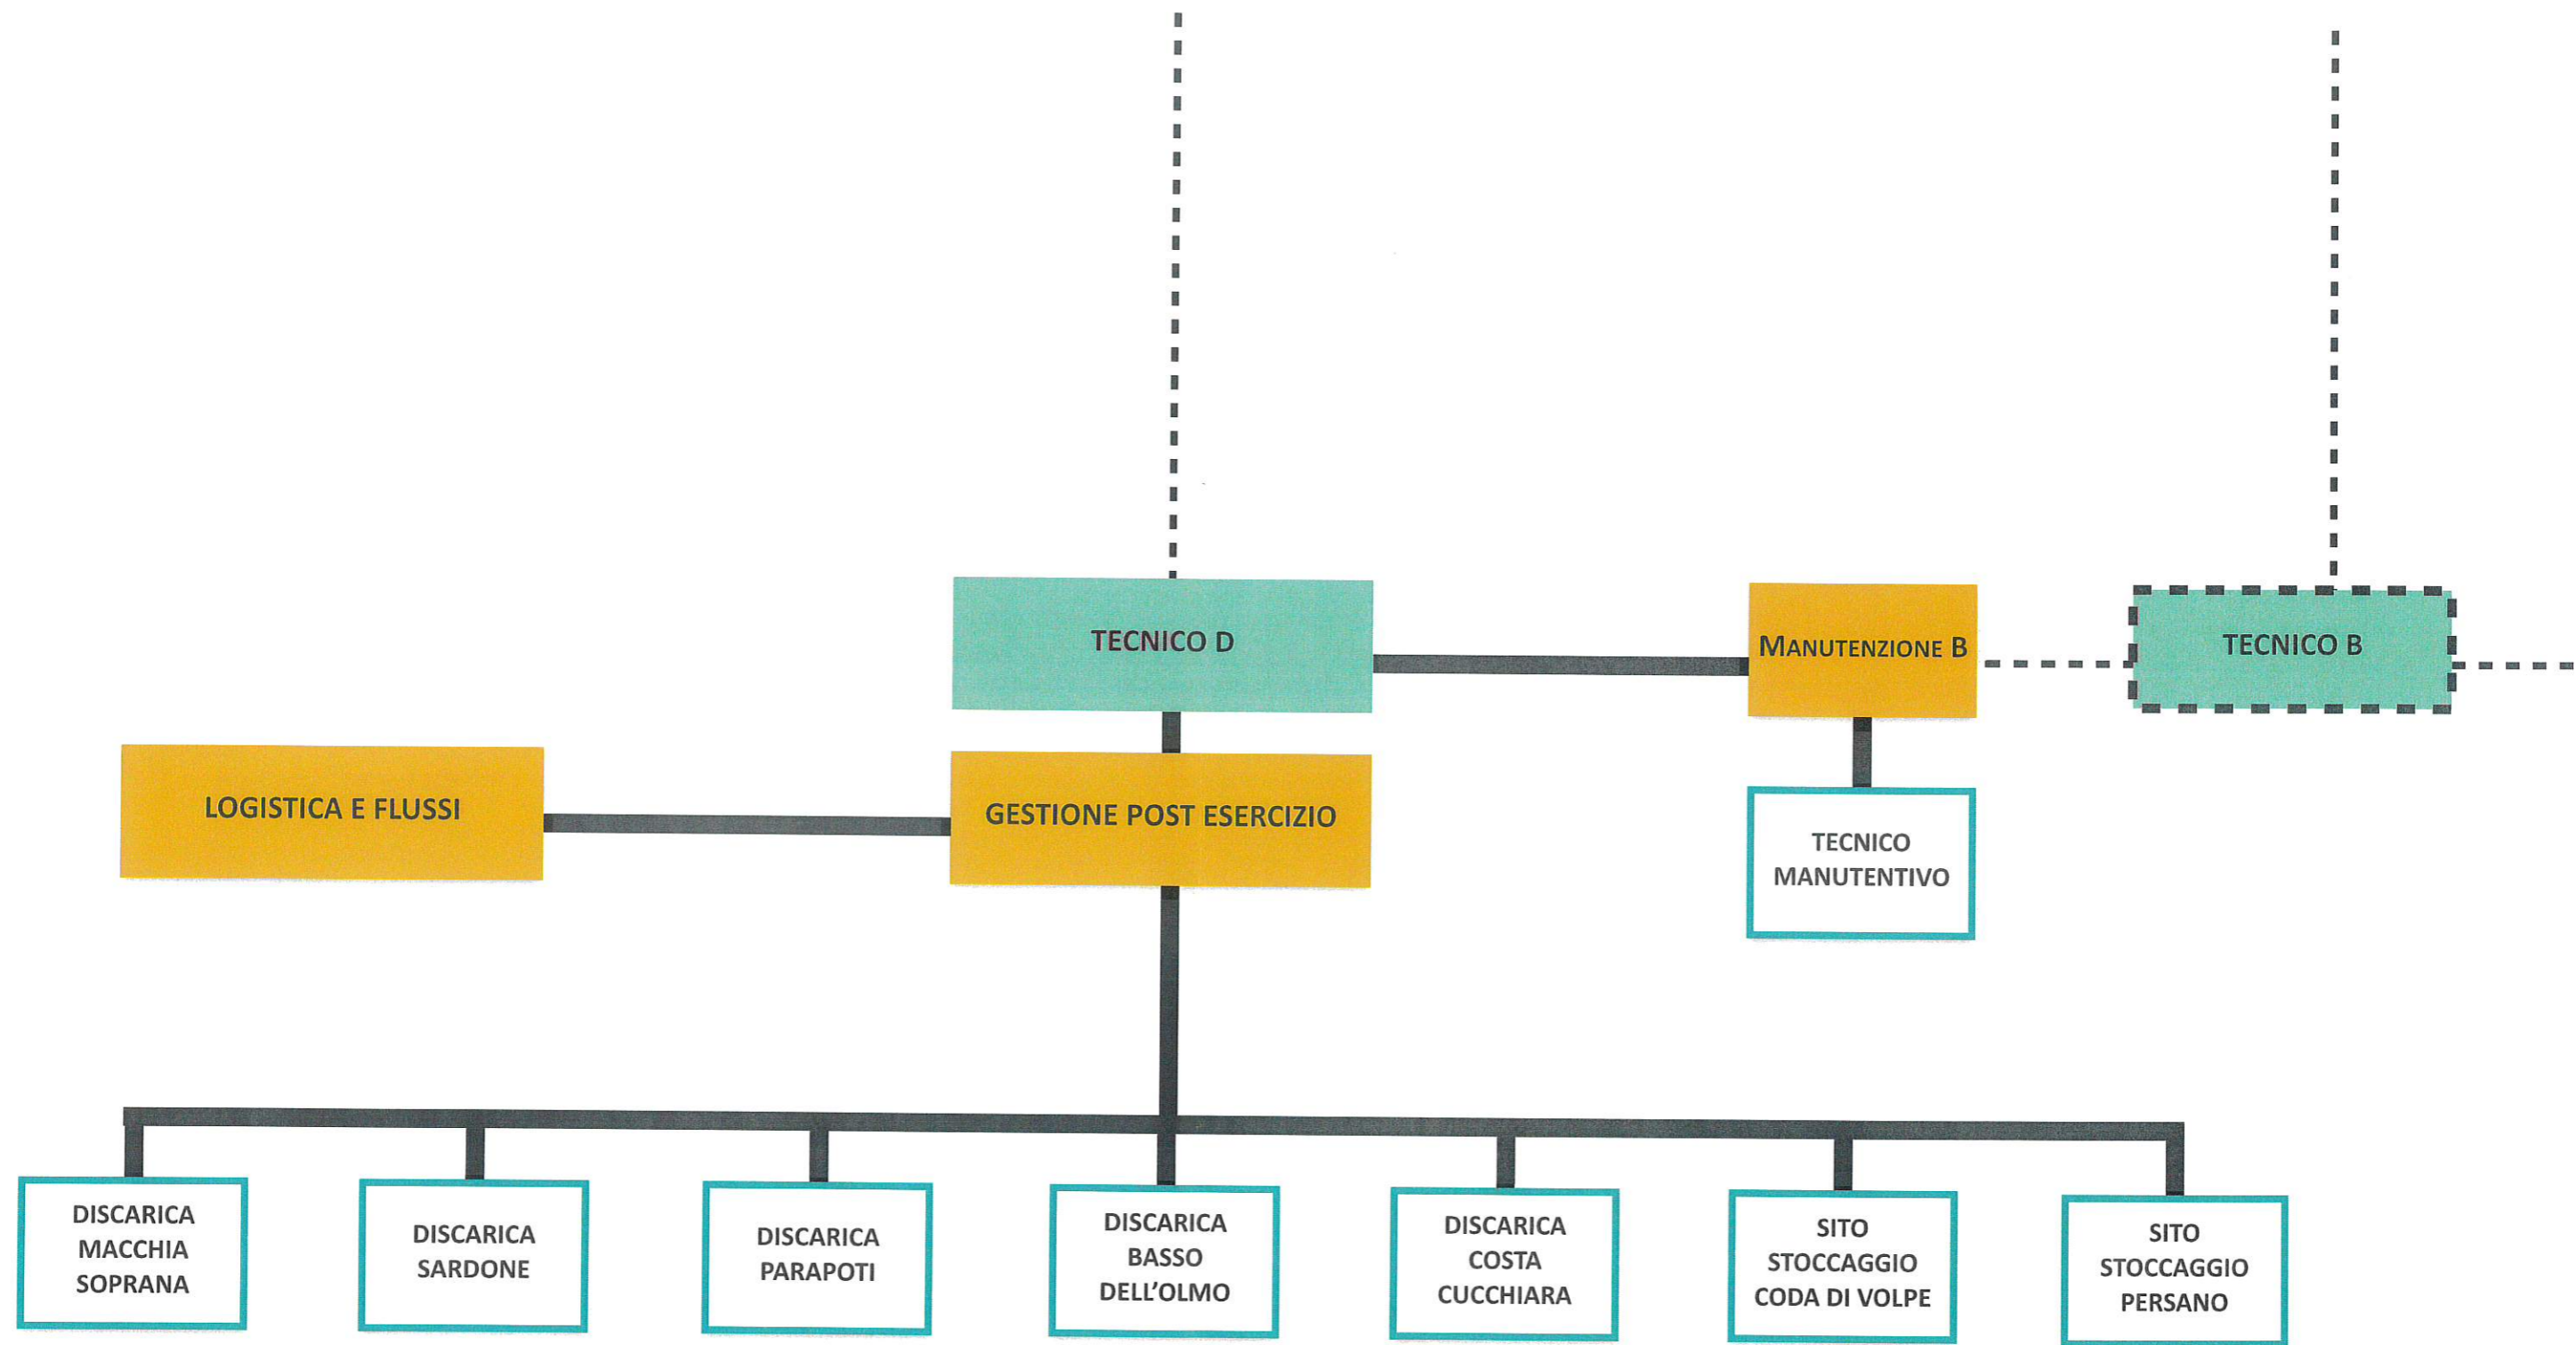 TECNICO D
MANUTENZIONE B
TECNICO B
LOGISTICA E FLUSSI
GESTIONE POST ESERCIZIO
TECNICO
MANUTENTIVO
DISCARICA
MACCHIA
SOPRANA
DISCARICA
SARDONE
DISCARICA
PARAPOTI
DISCARICA
BASSO
DELL'OLMO
DISCARICA
COSTA
CUCCHIARA
SITO
STOCCAGGIO
CODA DI VOLPE
SITO
STOCCAGGIO
PERSANO